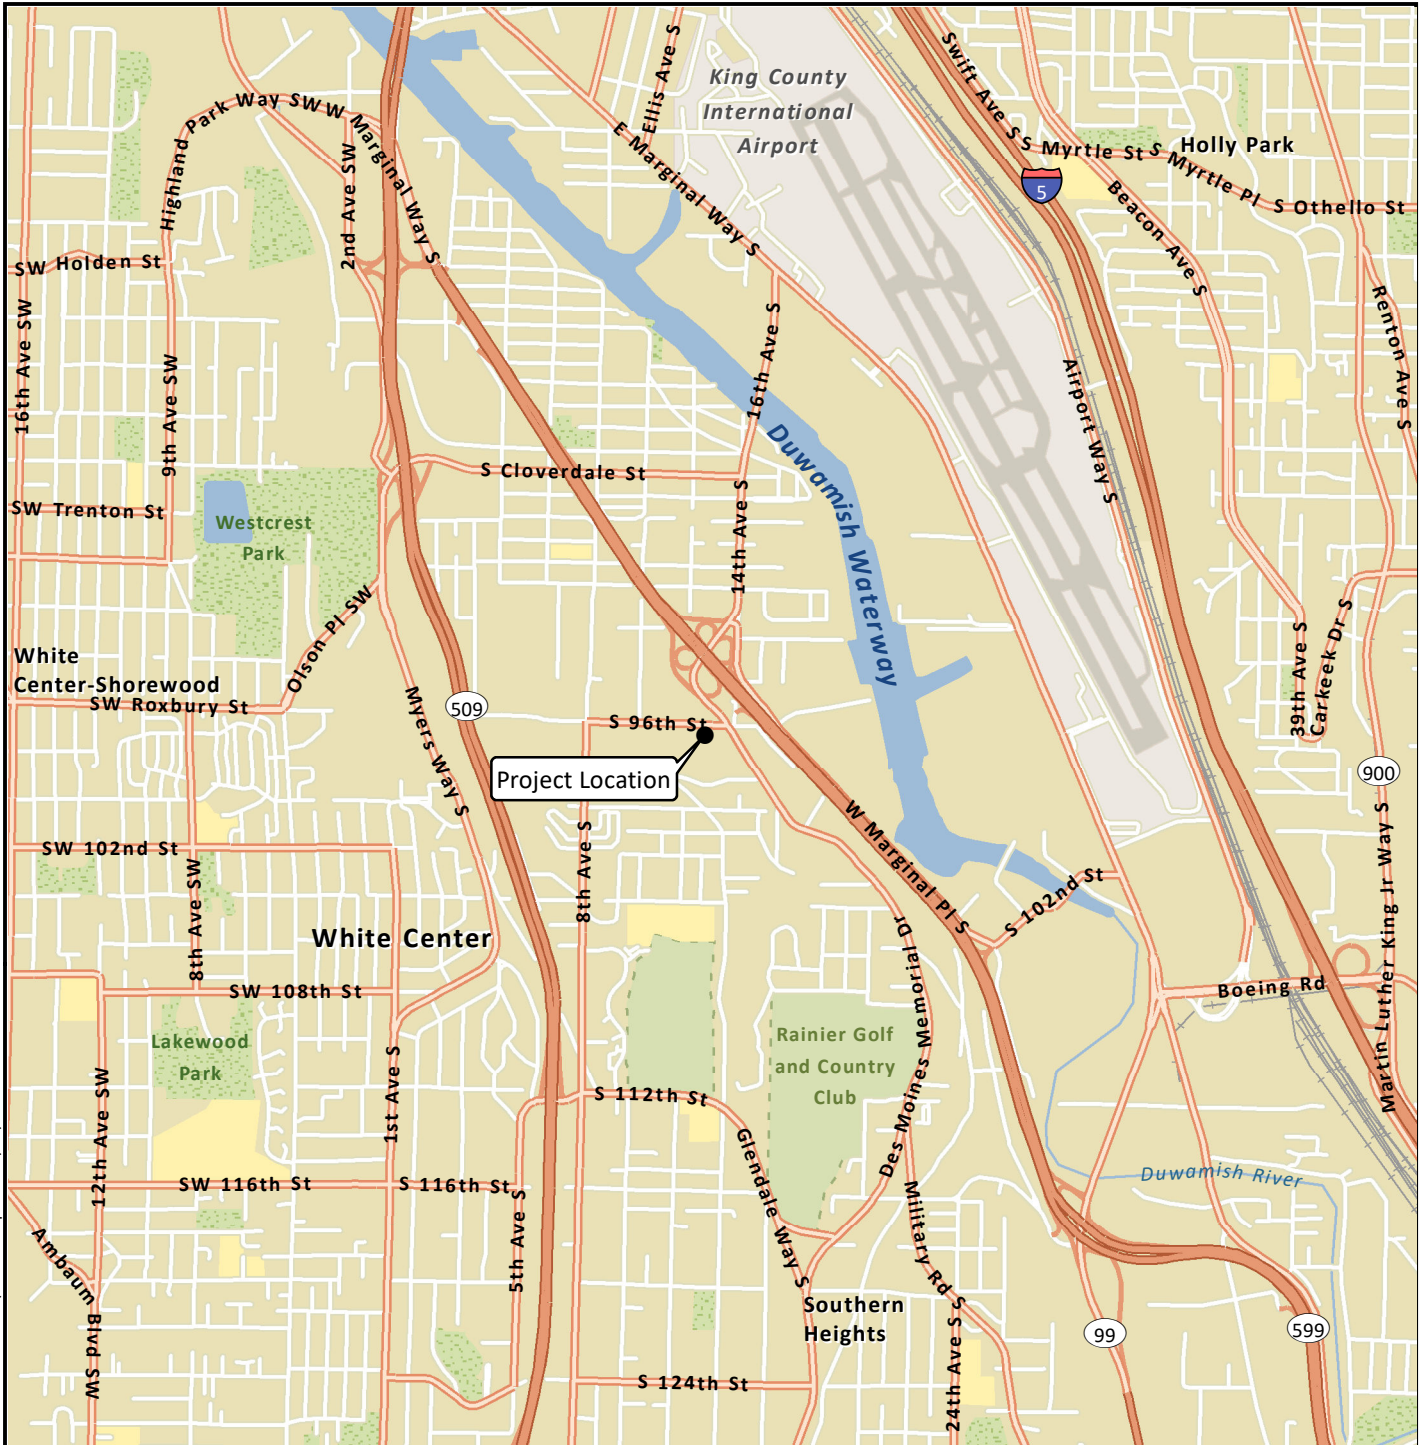 King County
International
Airport
Ellis Ave S
E Marginal Way S
Swift Ave S
S Myrtle St
S Myrtle Pl
Holly Park
S Othello St
5
Beacon Ave S
Renton Ave S
Highland Park Way SW
W Marginal Way S
2nd Ave SW
SW Holden St
16th Ave SW
9th Ave SW
16th Ave S
Airport Way S
Duwamish Waterway
S Cloverdale St
14th Ave S
SW Trenton St
Westcrest
Park
Olson Pl SW
White
Center-Shorewood
SW Roxbury St
Myers Way S
509
S 96th St
Project Location
39th Ave S
Carkeek Dr S
900
Martin Luther King Jr Way S
SW 102nd St
8th Ave SW
8th Ave S
W Marginal Pl S
S 102nd St
White Center
Des Moines Memorial Dr
SW 108th St
Boeing Rd
Lakewood
Park
Rainier Golf
and Country
Club
1st Ave S
12th Ave SW
S 112th St
Glendale Way S
Duwamish River
SW 116th St
S 116th St
5th Ave S
Military Rd S
Ambaum Blvd SW
Southern
Heights
24th Ave S
99
599
S 124th St